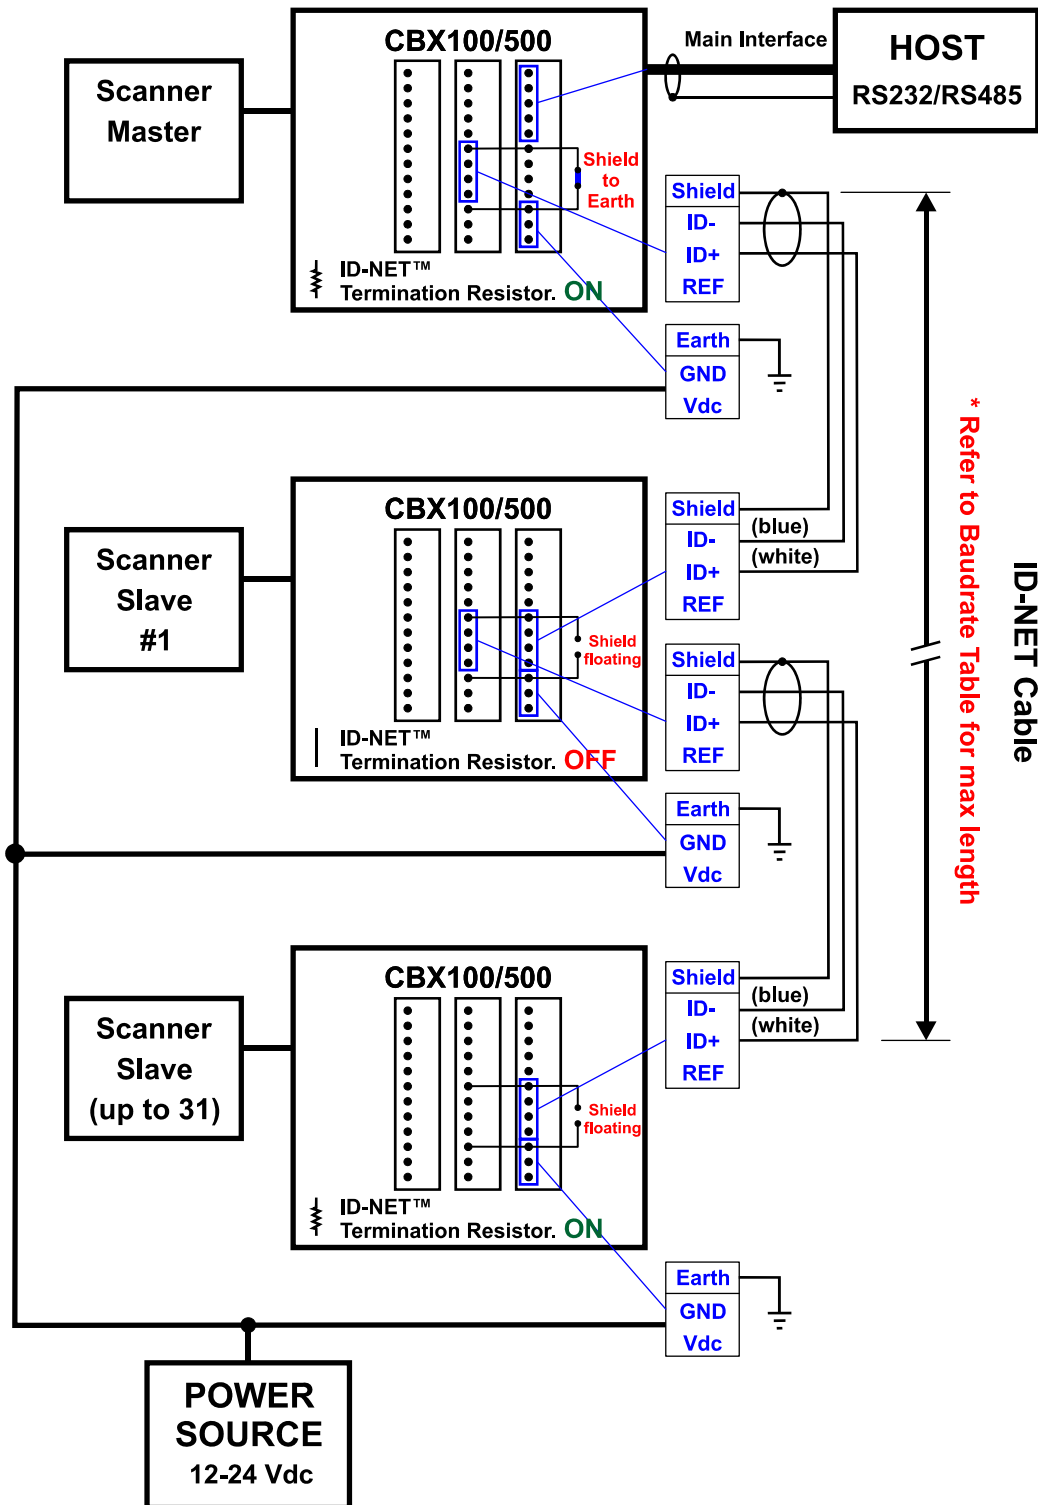 CBX100/500
Main Interface
HOST
RS232/RS485
Scanner
Master
Shield
to
Earth
Shield
ID-
ID+
REF
ID-NET™
Termination Resistor. ON
Earth
GND
Vdc
CBX100/500
Scanner
Slave
#1
Shield
ID-
ID+
REF
(blue)
(white)
Shield
floating
Shield
ID-
ID+
REF
ID-NET™
Termination Resistor. OFF
Earth
GND
Vdc
ID-NET Cable
* Refer to Baudrate Table for max length
CBX100/500
Scanner
Slave
(up to 31)
Shield
ID-
ID+
REF
(blue)
(white)
Shield
floating
ID-NET™
Termination Resistor. ON
Earth
GND
Vdc
POWER
SOURCE
12-24 Vdc